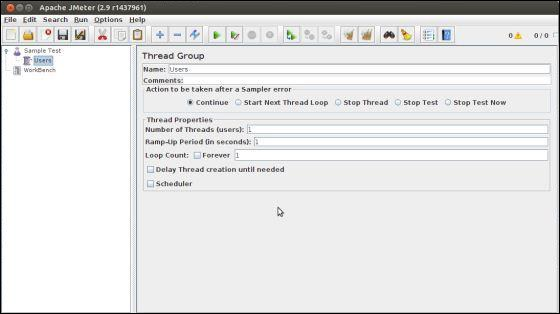 Apache JMeter (2.9 r1437961)
File Edit Search Run Options Help
0 0 / 0
Sample Test
Users
WorkBench
Thread Group
Name: Users
Comments:
Action to be taken after a Sampler error
Continue Start Next Thread Loop Stop Thread Stop Test Stop Test Now
Thread Properties
Number of Threads (users): 1
Ramp-Up Period (in seconds): 1
Loop Count: Forever 1
Delay Thread creation until needed
Scheduler